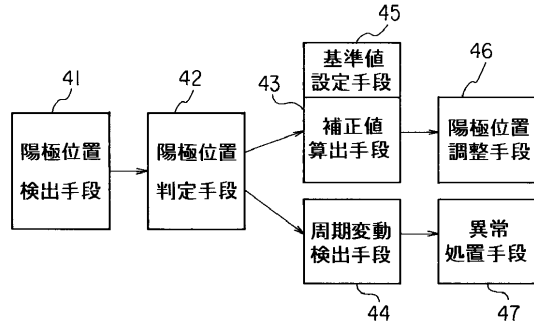 41
陽極位置
検出手段
42
陽極位置
判定手段
45
基準値
設定手段
43
補正値
算出手段
46
陽極位置
調整手段
周期変動
検出手段
44
異常
処置手段
47